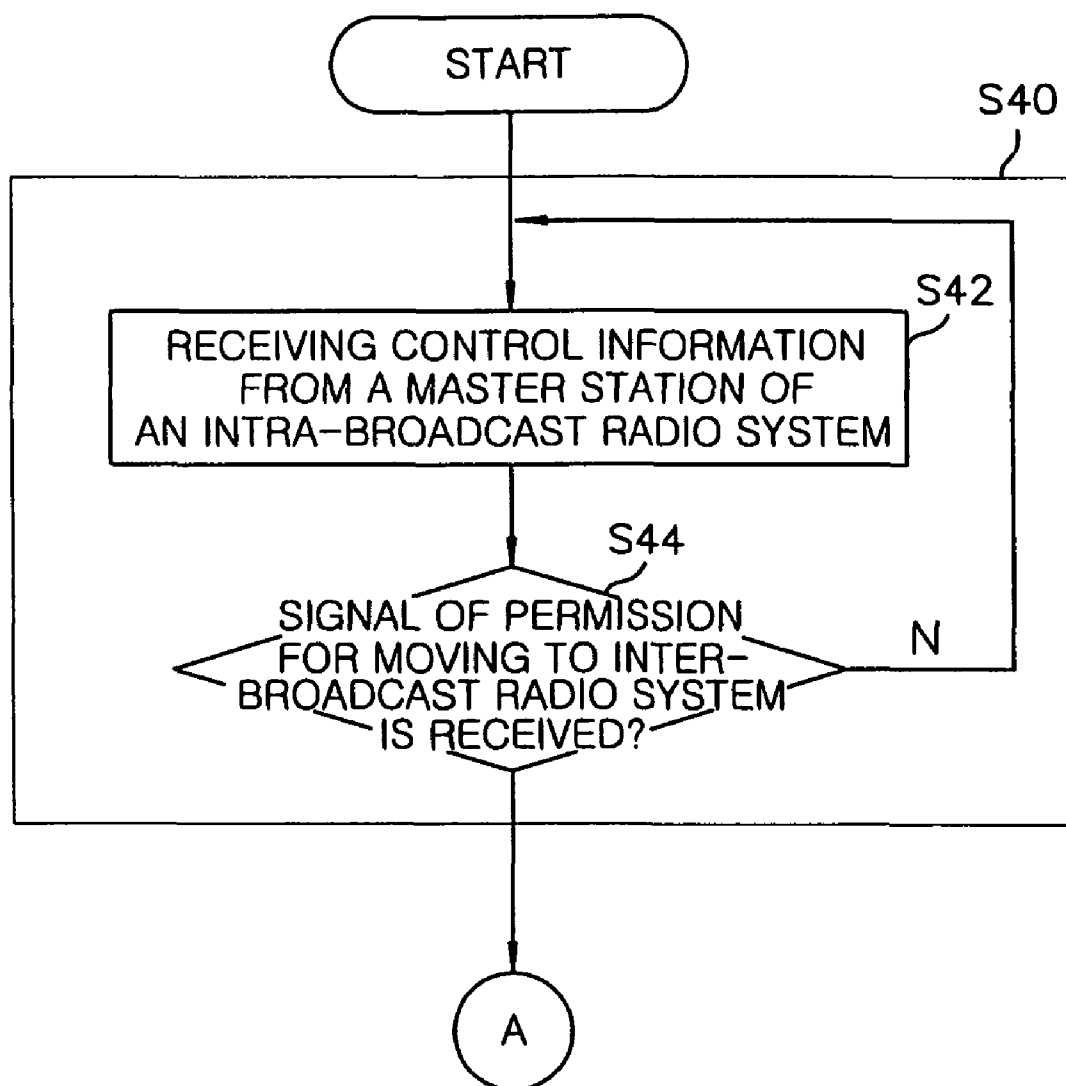 START
S40
S42
RECEIVING CONTROL INFORMATION
FROM A MASTER STATION OF
AN INTRA-BROADCAST RADIO SYSTEM
S44
SIGNAL OF PERMISSION
FOR MOVING TO INTER-
BROADCAST RADIO SYSTEM
IS RECEIVED?
N
A